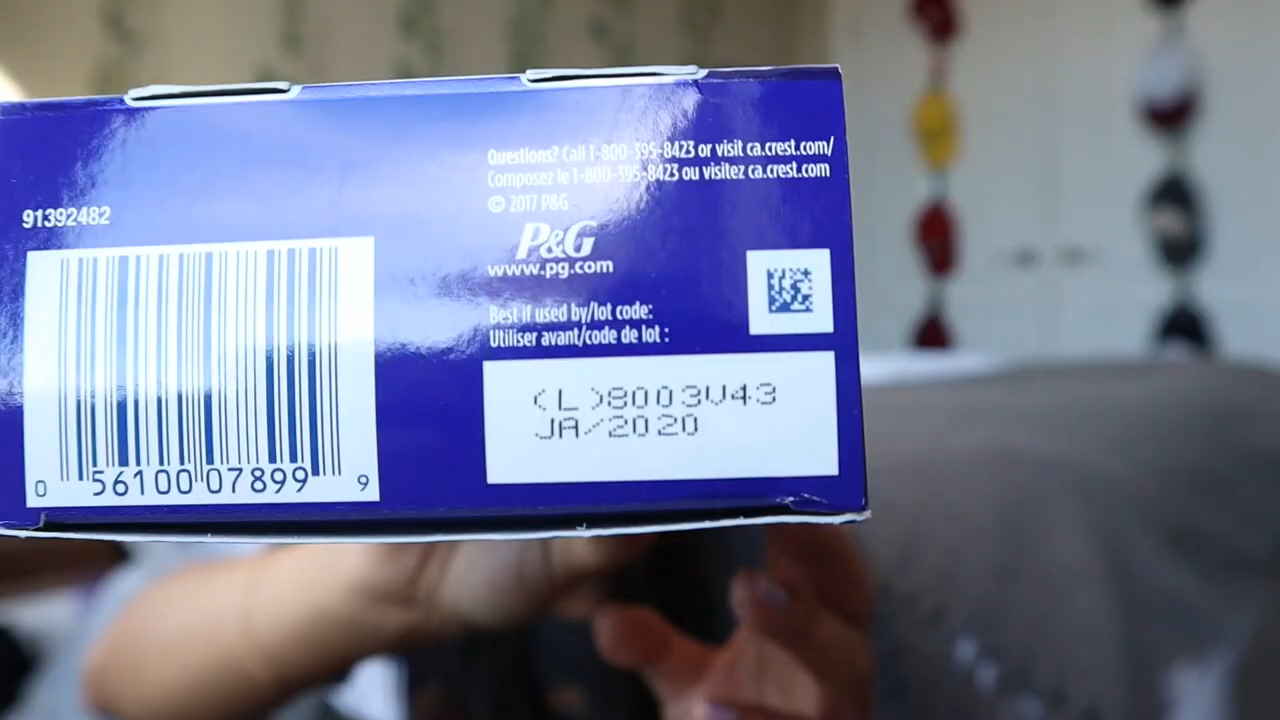 Questions? Call 1-800-395-8423 or visit ca.crest.com/
Composez le 1-800-395-8423 ou visitez ca.crest.com
© 2017 P&G
91392482
P&G
www.pg.com
Best if used by/lot code:
Utiliser avant/code de lot :
(L)8003V43
JA/2020
0 56100 07899 9